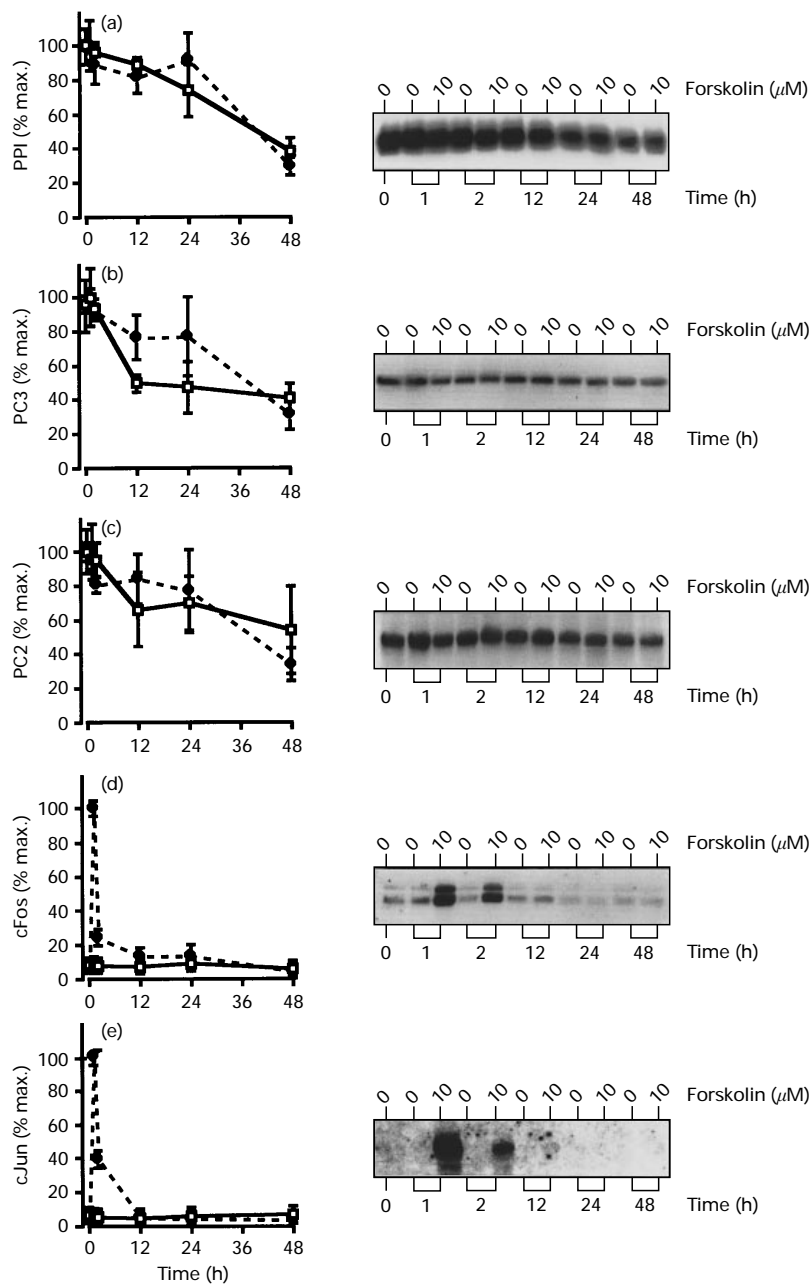 (a)
PPI (% max.)
100
80
60
40
20
0
0 12 24 36 48
0 0 10 0 10 0 10 0 10 0 10 Forskolin (μM)
0 1 2 12 24 48 Time (h)
(b)
PC3 (% max.)
100
80
60
40
20
0
0 12 24 36 48
0 0 10 0 10 0 10 0 10 0 10 Forskolin (μM)
0 1 2 12 24 48 Time (h)
(c)
PC2 (% max.)
100
80
60
40
20
0
0 12 24 36 48
0 0 10 0 10 0 10 0 10 0 10 Forskolin (μM)
0 1 2 12 24 48 Time (h)
(d)
cFos (% max.)
100
80
60
40
20
0
0 12 24 36 48
0 0 10 0 10 0 10 0 10 0 10 Forskolin (μM)
0 1 2 12 24 48 Time (h)
(e)
cJun (% max.)
100
80
60
40
20
0
0 12 24 36 48
Time (h)
0 0 10 0 10 0 10 0 10 0 10 Forskolin (μM)
0 1 2 12 24 48 Time (h)